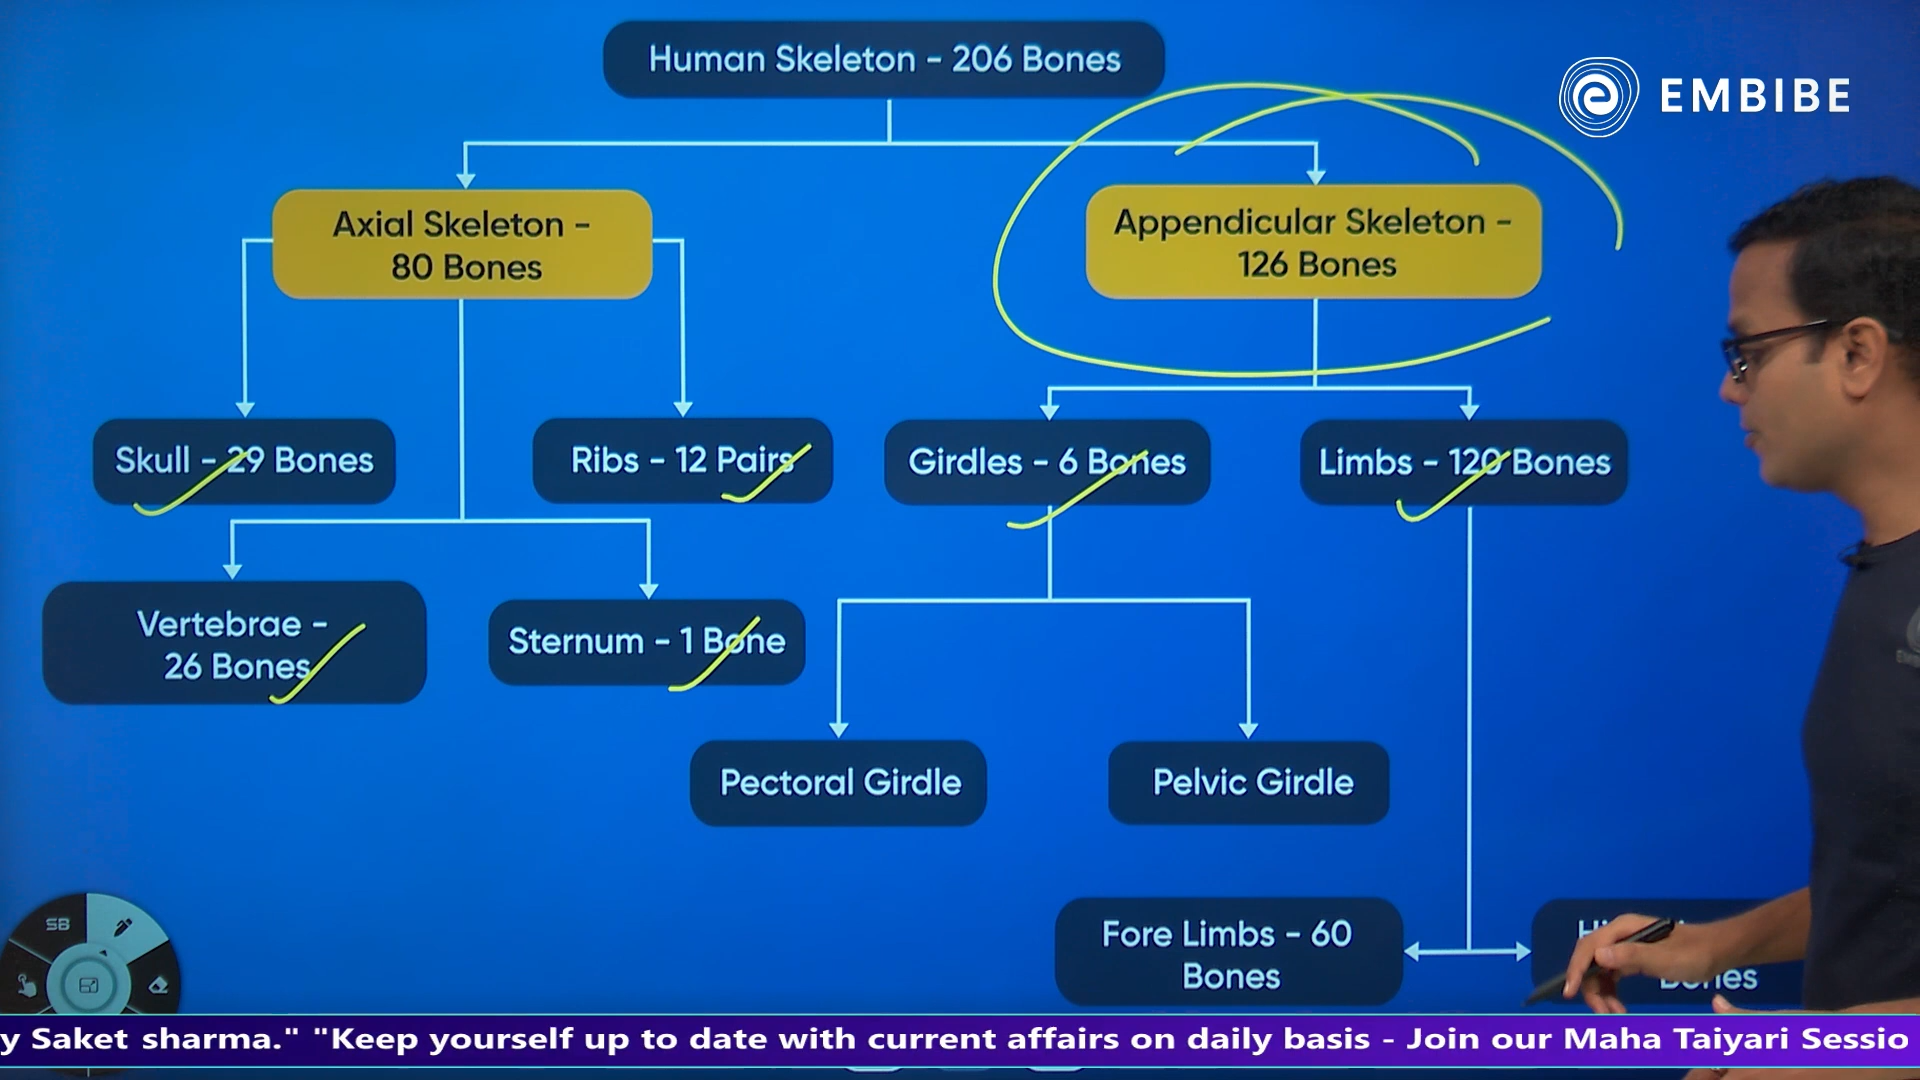 Human Skeleton - 206 Bones
EMBIBE
Axial Skeleton -
80 Bones
Appendicular Skeleton -
126 Bones
Skull - 29 Bones
Ribs - 12 Pairs
Girdles - 6 Bones
Limbs - 120 Bones
Vertebrae -
26 Bones
Sternum - 1 Bone
Pectoral Girdle
Pelvic Girdle
Fore Limbs - 60
Bones
Bones
SB
y Saket sharma." "Keep yourself up to date with current affairs on daily basis - Join our Maha Taiyari Sessio